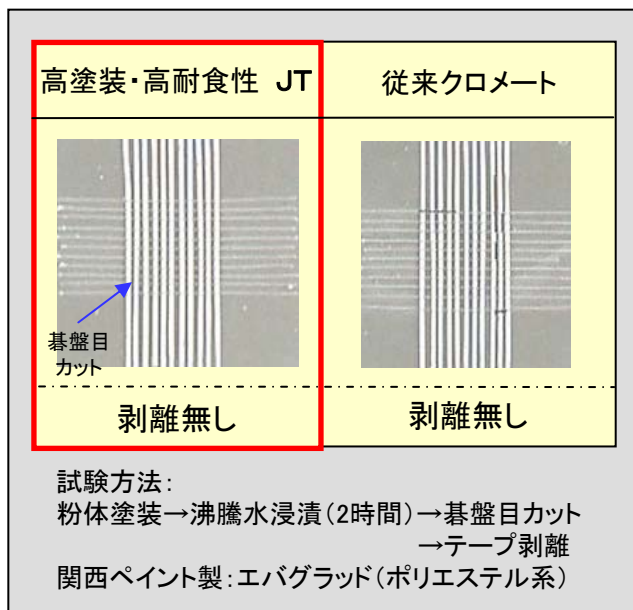 高塗装・高耐食性 JT
従来クロメート
碁盤目
カット
剥離無し
剥離無し
試験方法：
粉体塗装→沸騰水浸漬（2時間）→碁盤目カット
→テープ剥離
関西ペイント製：エバグラッド（ポリエステル系）